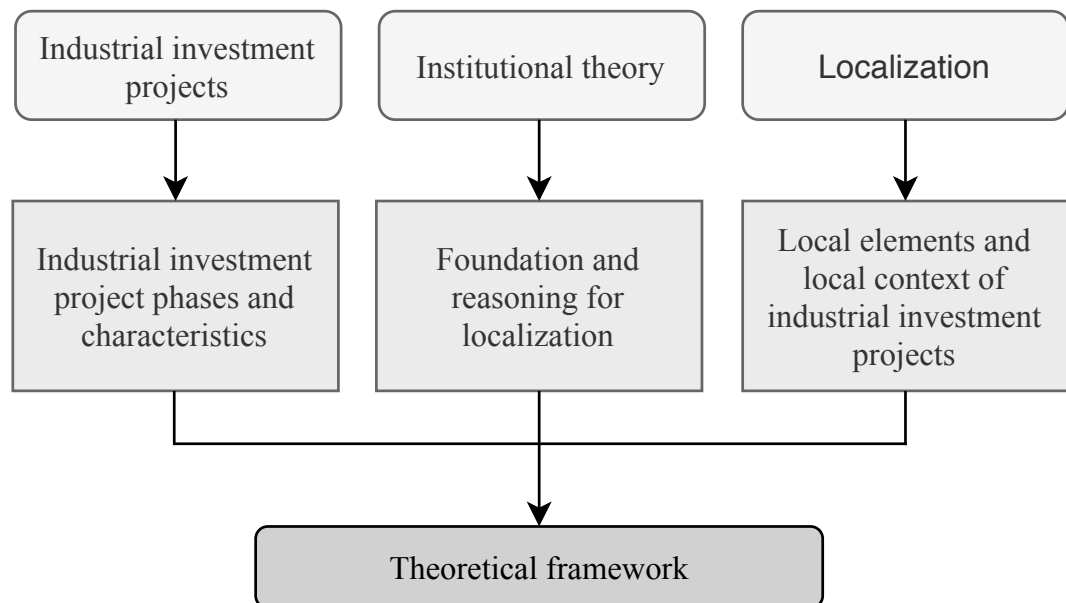 Industrial investment
projects
Institutional theory
Localization
Industrial investment
project phases and
characteristics
Foundation and
reasoning for
localization
Local elements and
local context of
industrial investment
projects
Theoretical framework